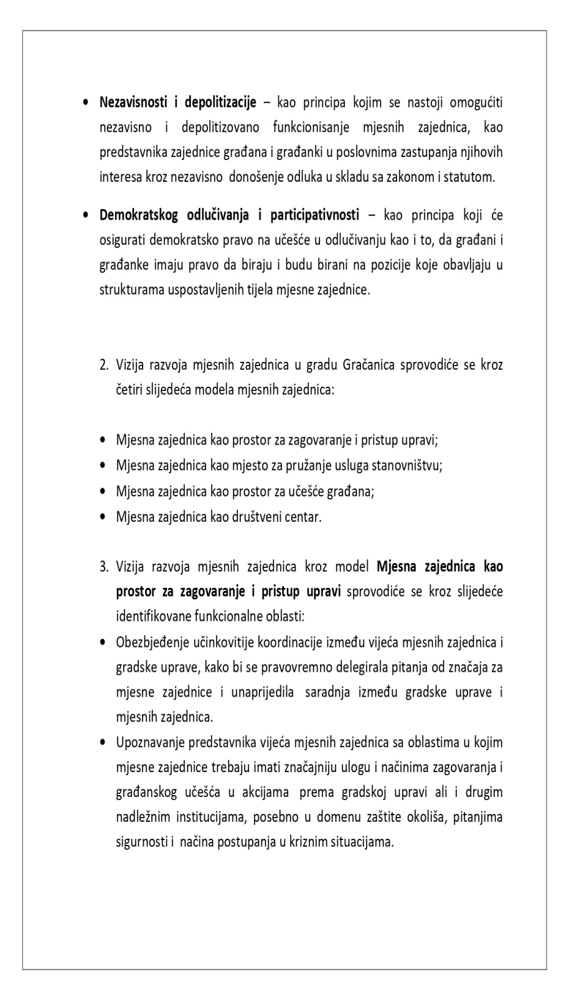 • Nezavisnosti i depolitizacije – kao principa kojim se nastoji omogućiti
nezavisno i depolitizovano funkcionisanje mjesnih zajednica, kao
predstavnika zajednice građana i građanki u poslovnima zastupanja njihovih
interesa kroz nezavisno donošenje odluka u skladu sa zakonom i statutom.
• Demokratskog odlučivanja i participativnosti – kao principa koji će
osigurati demokratsko pravo na učešće u odlučivanju kao i to, da građani i
građanke imaju pravo da biraju i budu birani na pozicije koje obavljaju u
strukturama uspostavljenih tijela mjesne zajednice.
2. Vizija razvoja mjesnih zajednica u gradu Gračanica sprovodiće se kroz
četiri slijedeća modela mjesnih zajednica:
• Mjesna zajednica kao prostor za zagovaranje i pristup upravi;
• Mjesna zajednica kao mjesto za pružanje usluga stanovništvu;
• Mjesna zajednica kao prostor za učešće građana;
• Mjesna zajednica kao društveni centar.
3. Vizija razvoja mjesnih zajednica kroz model Mjesna zajednica kao
prostor za zagovaranje i pristup upravi sprovodiće se kroz slijedeće
identifikovane funkcionalne oblasti:
• Obezbjeđenje učinkovitije koordinacije između vijeća mjesnih zajednica i
gradske uprave, kako bi se pravovremno delegirala pitanja od značaja za
mjesne zajednice i unaprijedila saradnja između gradske uprave i
mjesnih zajednica.
• Upoznavanje predstavnika vijeća mjesnih zajednica sa oblastima u kojim
mjesne zajednice trebaju imati značajniju ulogu i načinima zagovaranja i
građanskog učešća u akcijama prema gradskoj upravi ali i drugim
nadležnim institucijama, posebno u domenu zaštite okoliša, pitanjima
sigurnosti i načina postupanja u kriznim situacijama.